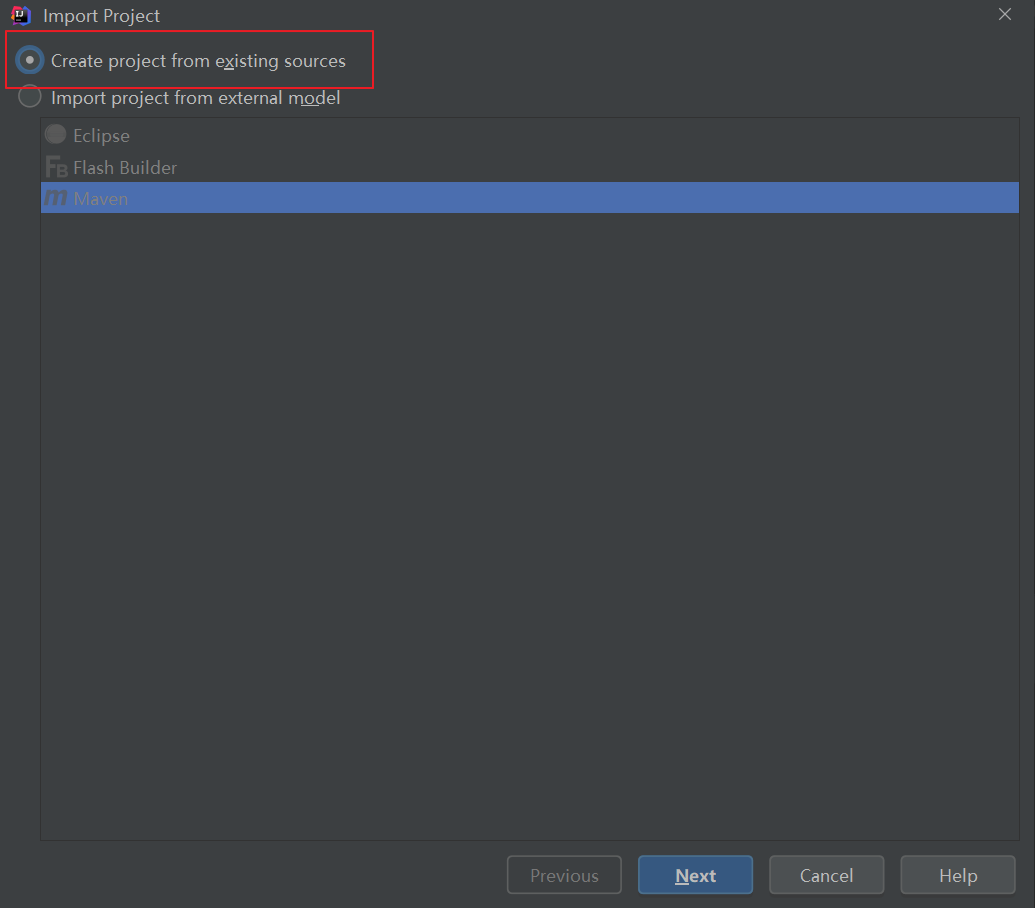 Import Project
Create project from existing sources
Import project from external model
Eclipse
Flash Builder
Maven
Previous
Next
Cancel
Help